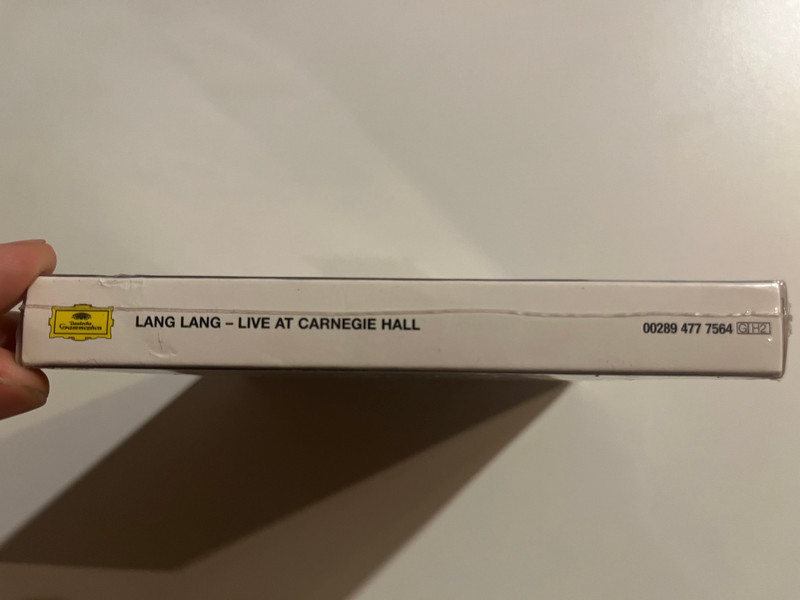 Deutsche
Grammophon
LANG LANG – LIVE AT CARNEGIE HALL
00289 477 7564 GH2